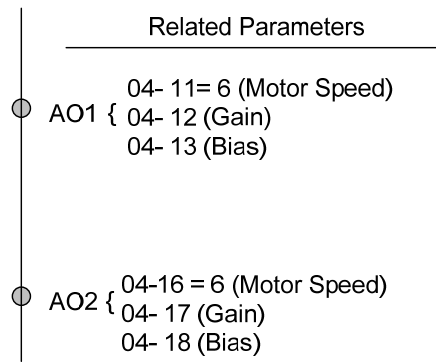 Related Parameters
04- 11= 6 (Motor Speed)
AO1 { 04- 12 (Gain)
04- 13 (Bias)
04-16 = 6 (Motor Speed)
AO2 { 04- 17 (Gain)
04- 18 (Bias)